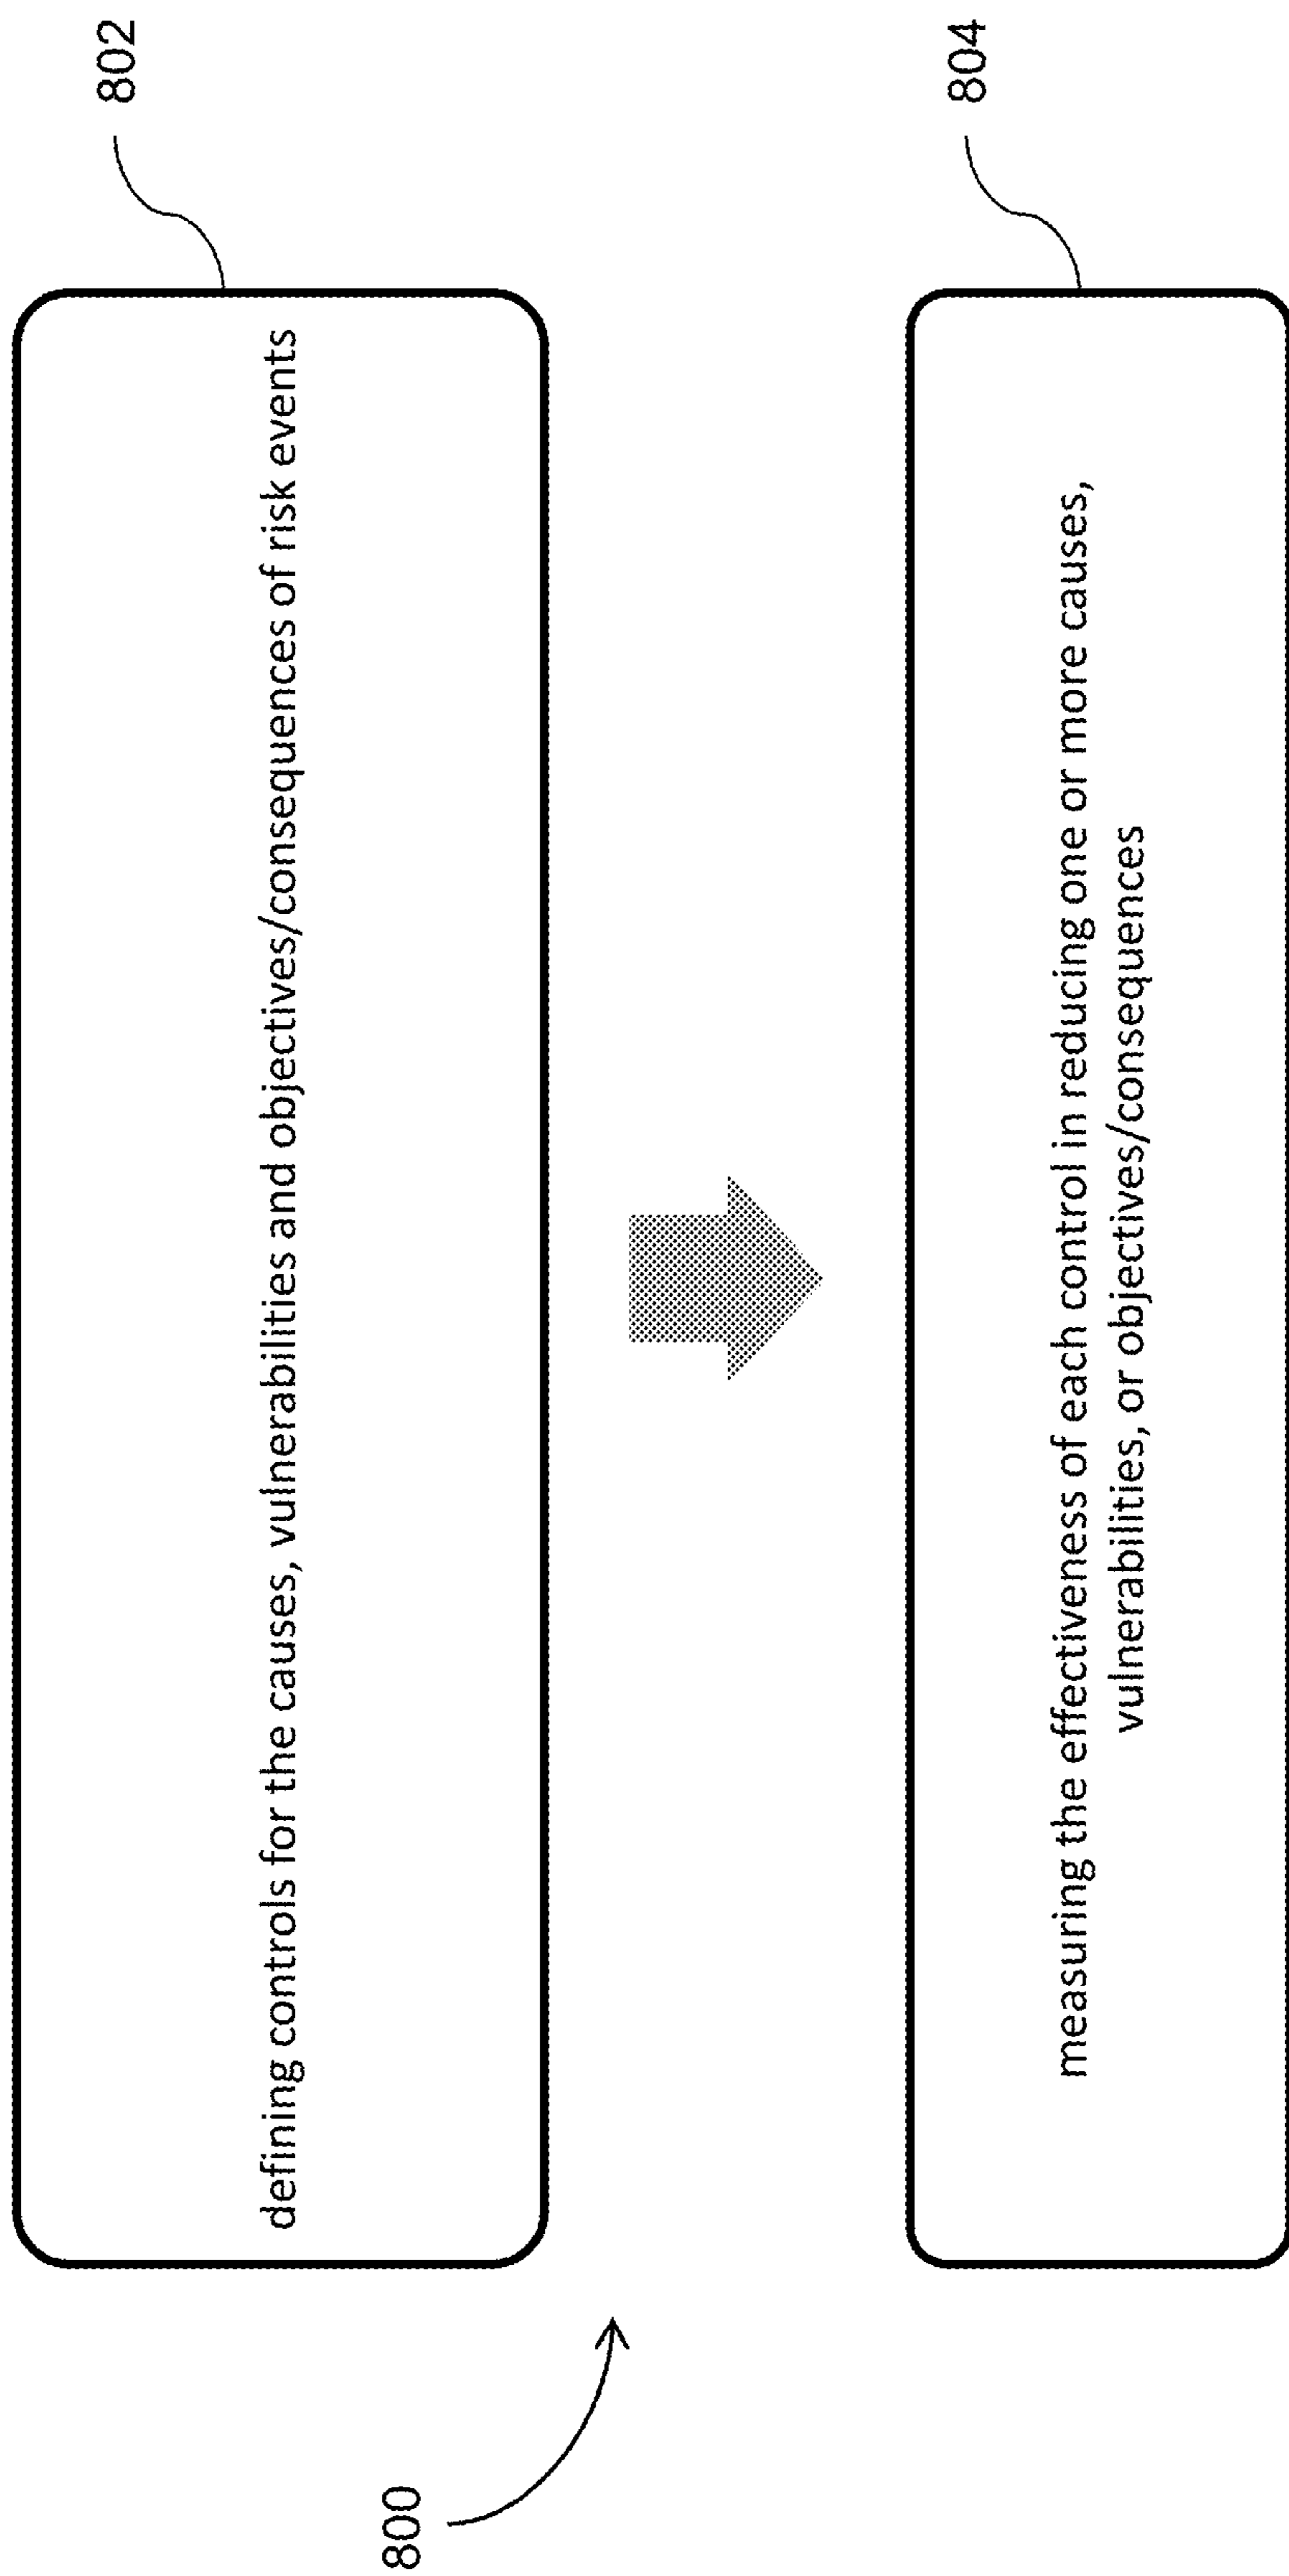 800
802
defining controls for the causes, vulnerabilities and objectives/consequences of risk events
804
measuring the effectiveness of each control in reducing one or more causes,
vulnerabilities, or objectives/consequences